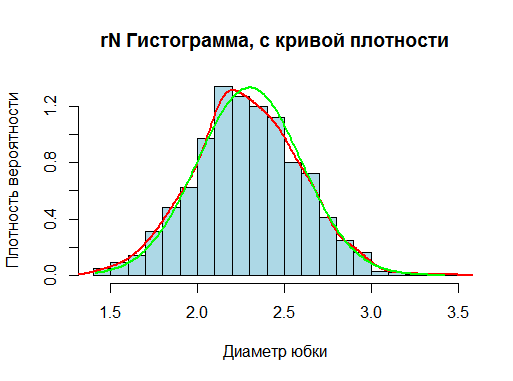 rN Гистограмма, с кривой плотности
Плотность вероятности
0.0 0.4 0.8 1.2
1.5 2.0 2.5 3.0 3.5
Диаметр юбки